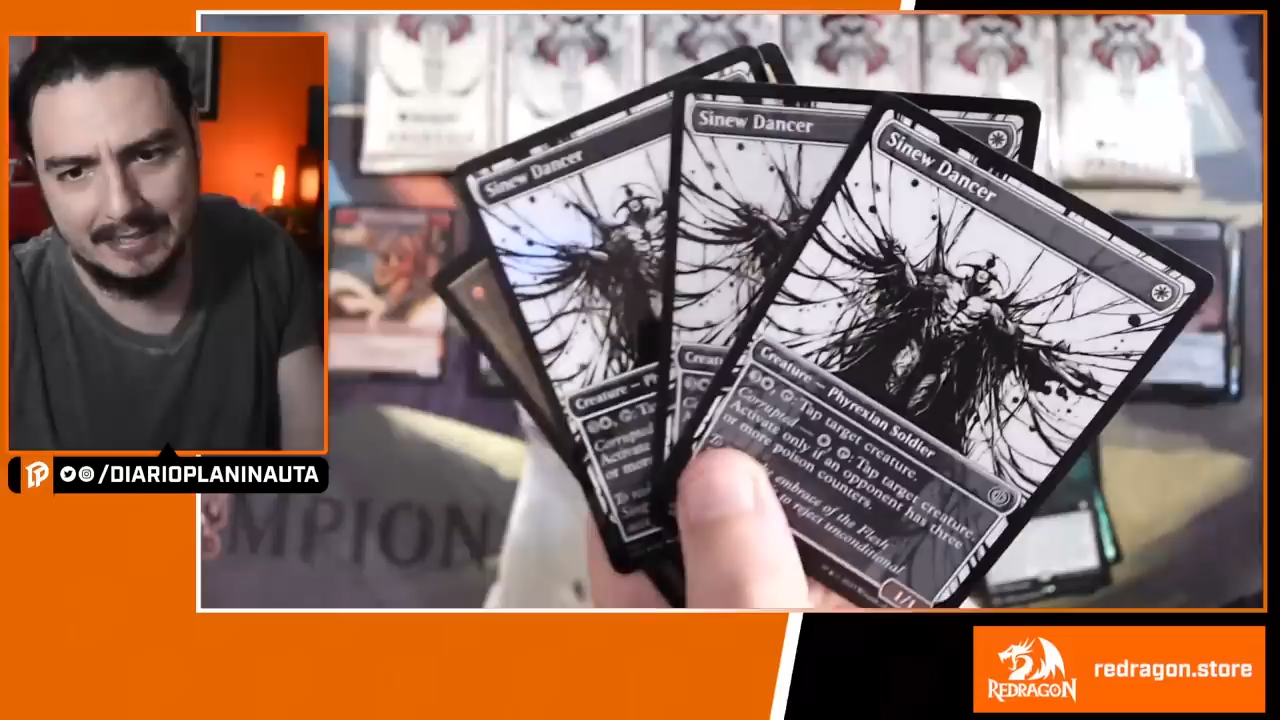 Sinew Dancer
Sinew Dancer
Sinew Dancer
Creature — Phyrexian Soldier
Tap target creature.
Corrupted — Tap target creature.
Activate only if an opponent has three
or more poison counters.
embrace of the Flesh
to reject unconditional
1/1
Corrupted
/DIARIOPLANINAUTA
MPION
REDRAGON
redragon.store